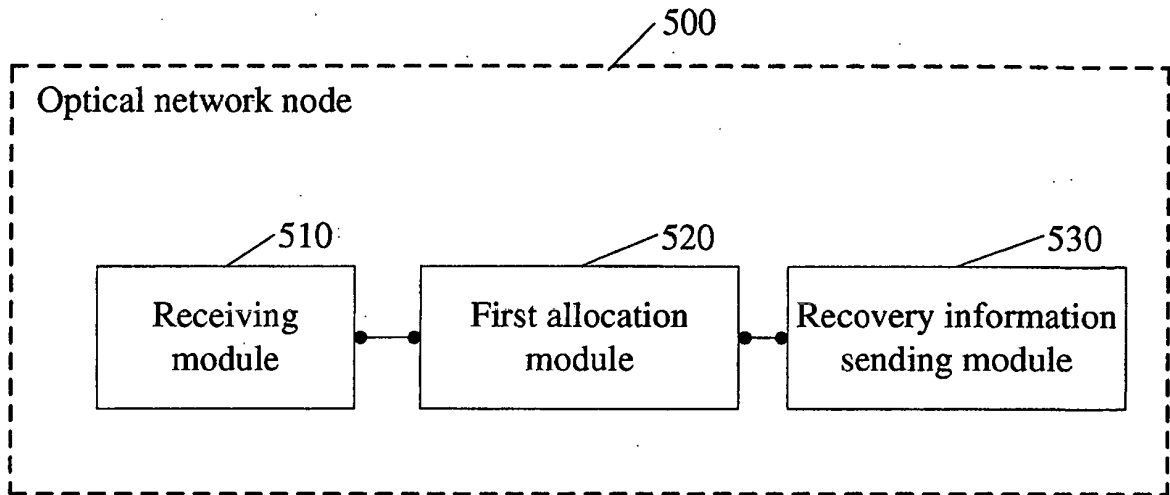 500
Optical network node
510
520
530
Receiving
module
First allocation
module
Recovery information
sending module